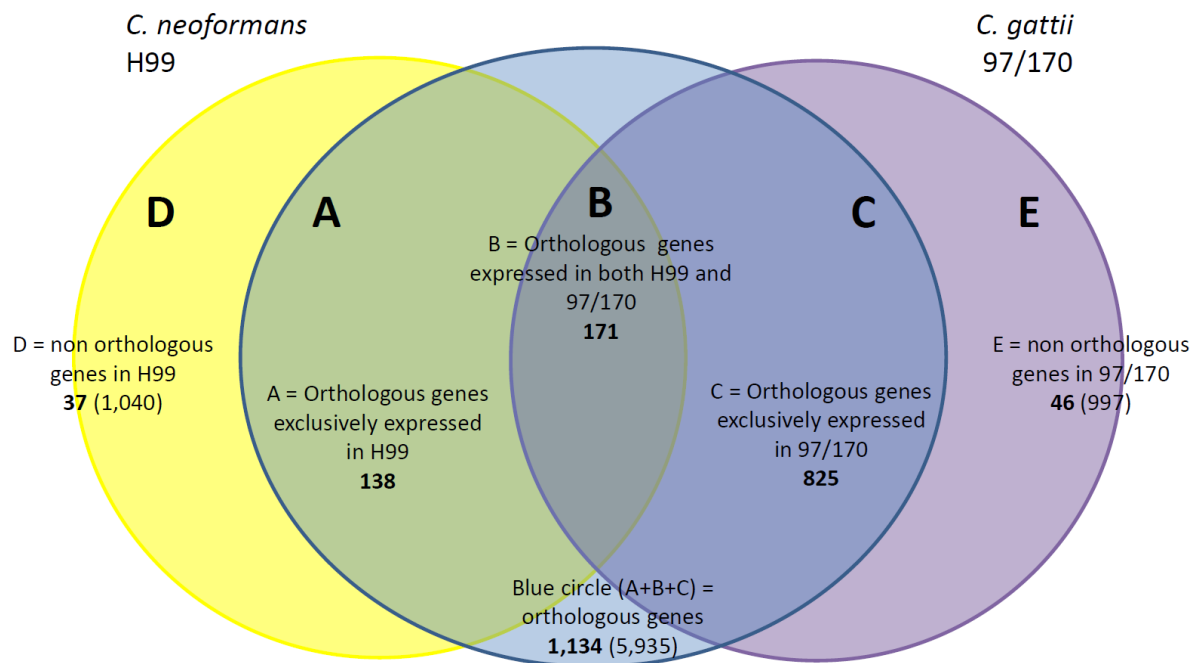 C. neoformans
H99
C. gattii
97/170
D
A
B
C
E
B = Orthologous genes
expressed in both H99 and
97/170
171
D = non orthologous
genes in H99
37 (1,040)
A = Orthologous genes
exclusively expressed
in H99
138
C = Orthologous genes
exclusively expressed
in 97/170
825
E = non orthologous
genes in 97/170
46 (997)
Blue circle (A+B+C) =
orthologous genes
1,134 (5,935)